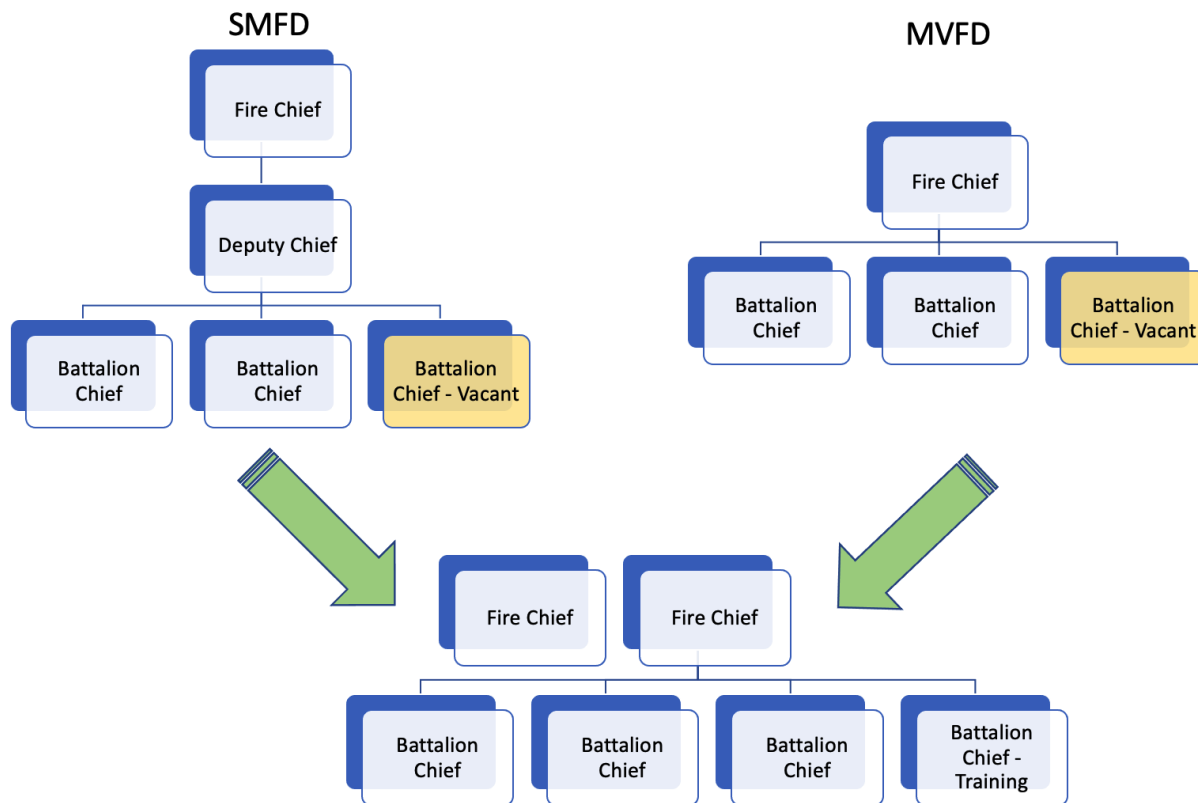 SMFD
MVFD
Fire Chief
Deputy Chief
Battalion
Chief
Battalion
Chief
Battalion
Chief - Vacant
Fire Chief
Battalion
Chief
Battalion
Chief
Battalion
Chief - Vacant
Fire Chief
Fire Chief
Battalion
Chief
Battalion
Chief
Battalion
Chief
Battalion
Chief -
Training